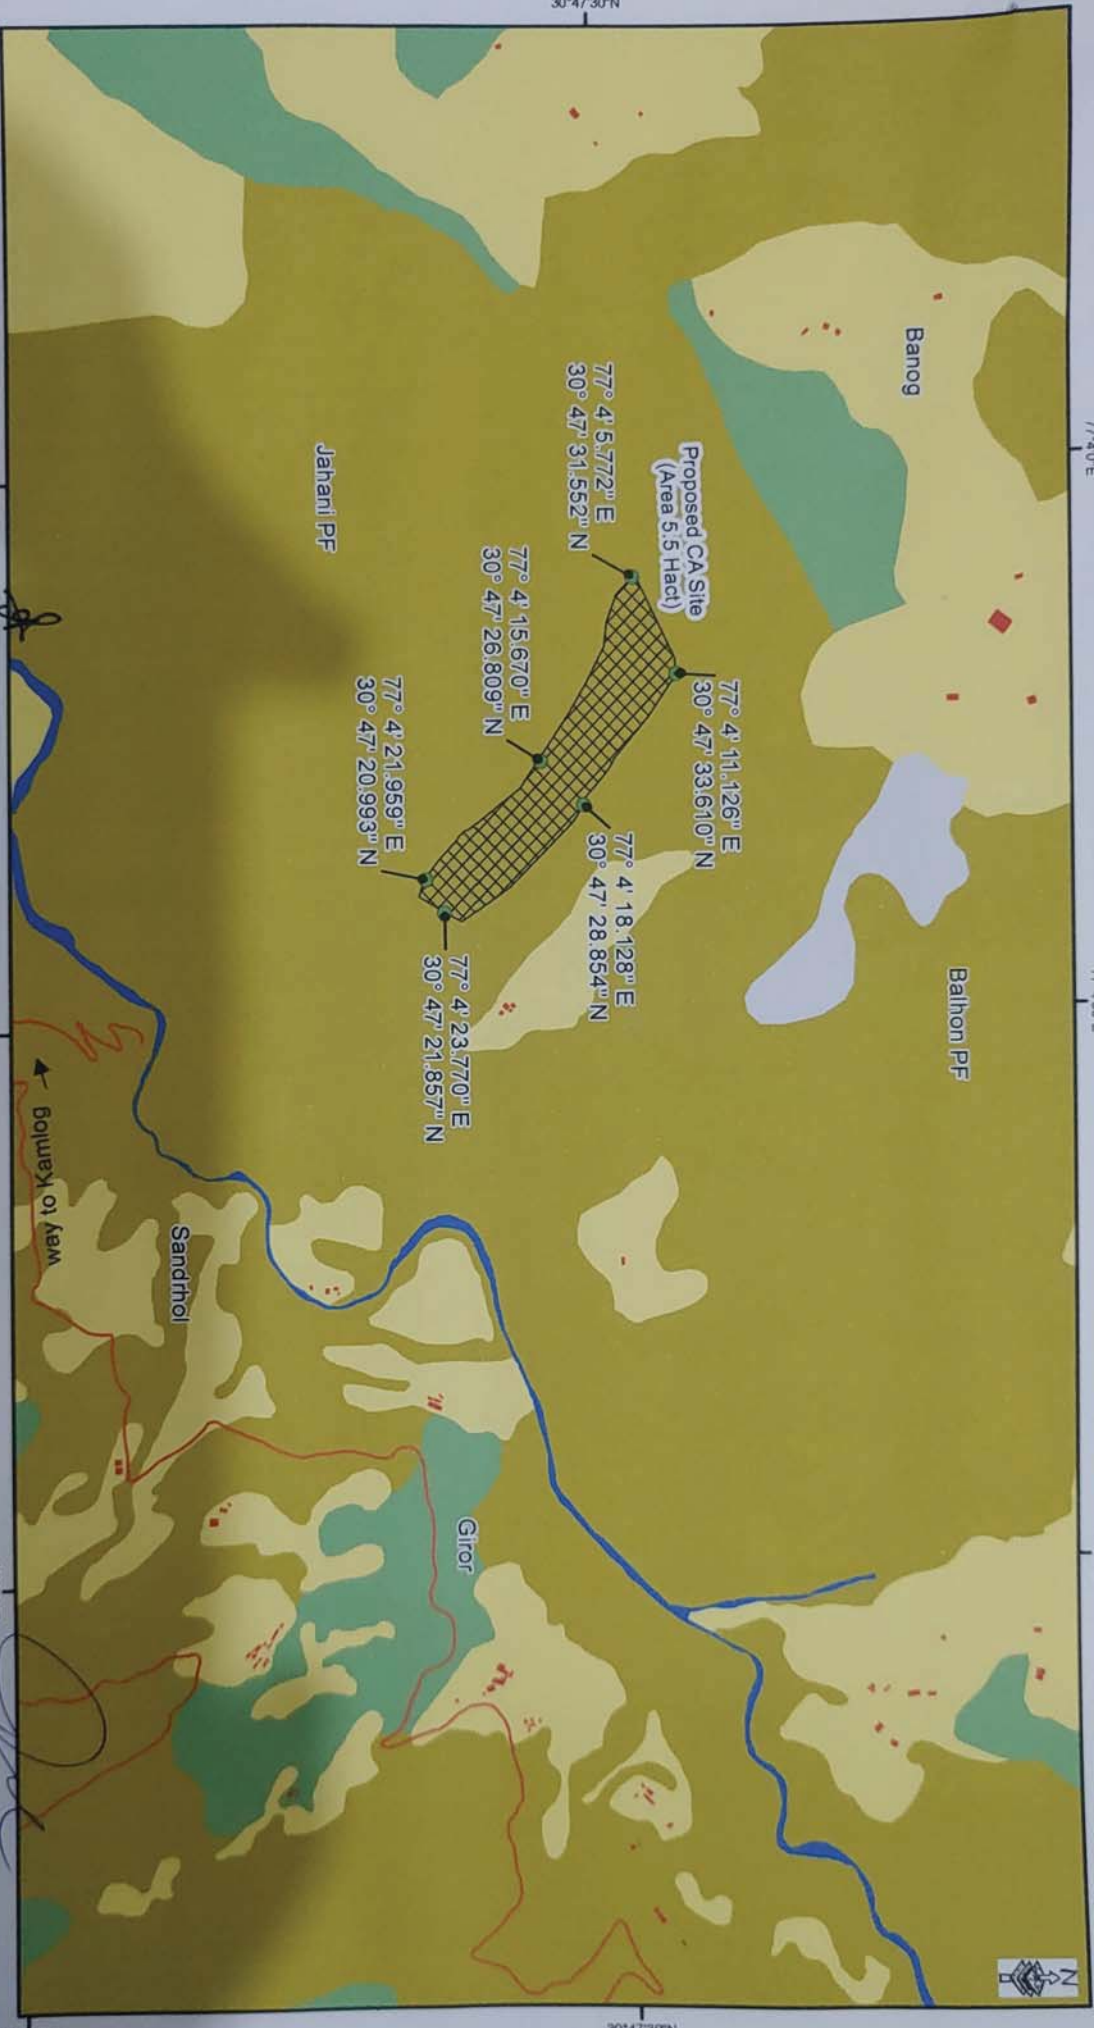 30°47'30"N
N
Banog
Balhon PF
Proposed CA Site
(Area 5.5 Hact)
77° 4' 11.126" E
30° 47' 33.610" N
77° 4' 5.772" E
30° 47' 31.552" N
77° 4' 18.128" E
30° 47' 28.854" N
77° 4' 15.670" E
30° 47' 26.809" N
77° 4' 23.770" E
30° 47' 21.857" N
77° 4' 21.959" E
30° 47' 20.993" N
Jahani PF
Giror
Sandrhol
way to Kamlog